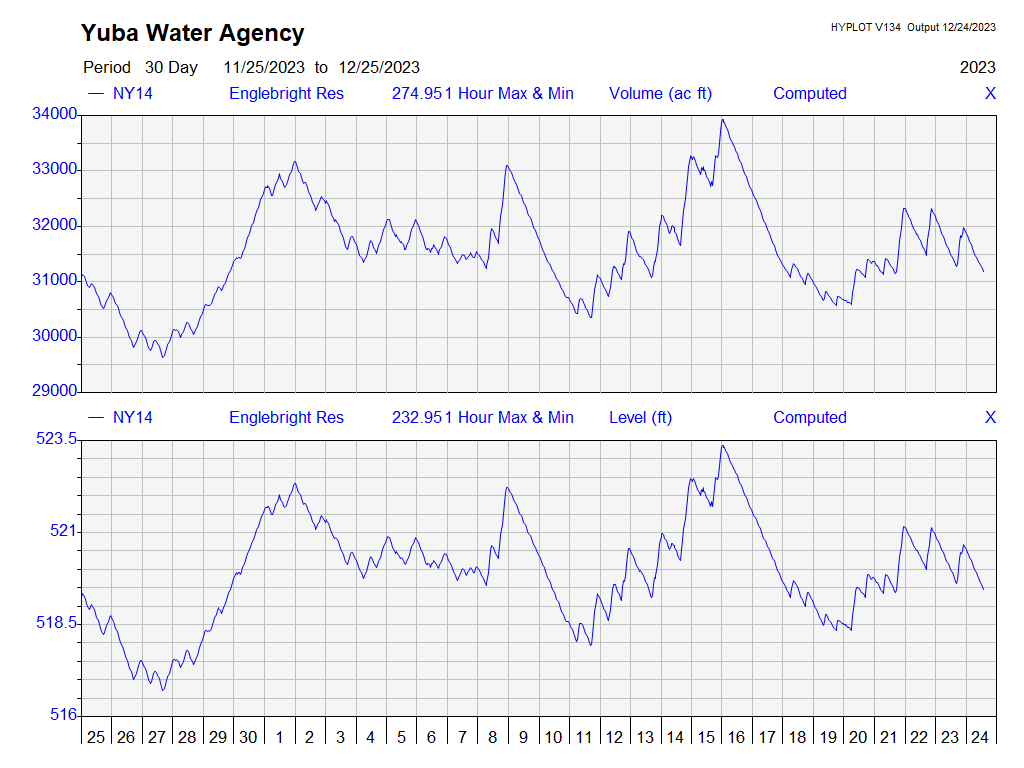 Yuba Water Agency
HYPLOT V134 Output 12/24/2023
Period 30 Day 11/25/2023 to 12/25/2023 2023
NY14 Englebright Res 274.951 Hour Max & Min Volume (ac ft) Computed X
34000
33000
32000
31000
30000
29000
NY14 Englebright Res 232.951 Hour Max & Min Level (ft) Computed X
523.5
521
518.5
516
25 26 27 28 29 30 1 2 3 4 5 6 7 8 9 10 11 12 13 14 15 16 17 18 19 20 21 22 23 24